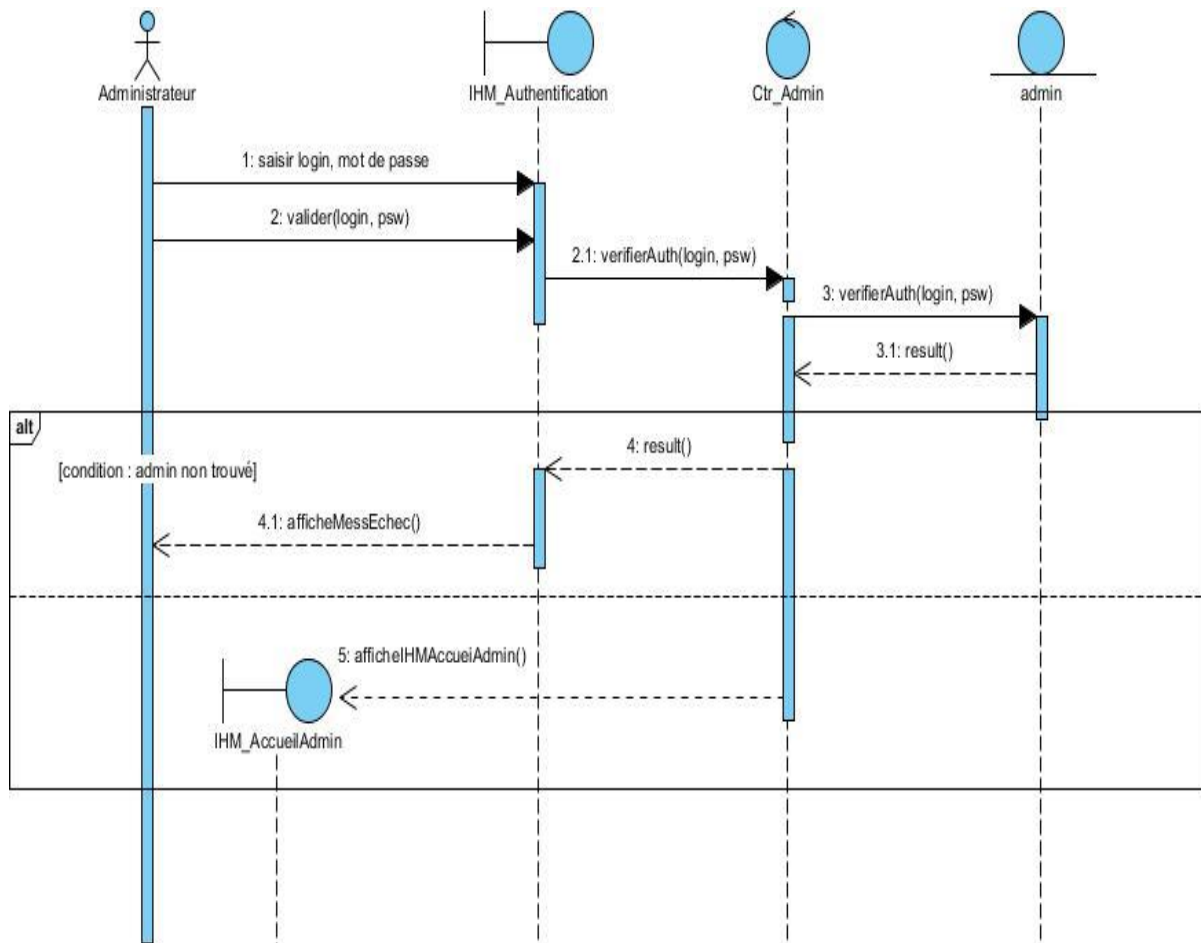 Administrateur
IHM_Authentification
Ctr_Admin
admin
1: saisir login, mot de passe
2: valider(login, psw)
2.1: verifierAuth(login, psw)
3: verifierAuth(login, psw)
3.1: result()
alt
[condition : admin non trouvé]
4: result()
4.1: afficheMessEchec()
5: afficheIHMAccueiAdmin()
IHM_AccueilAdmin